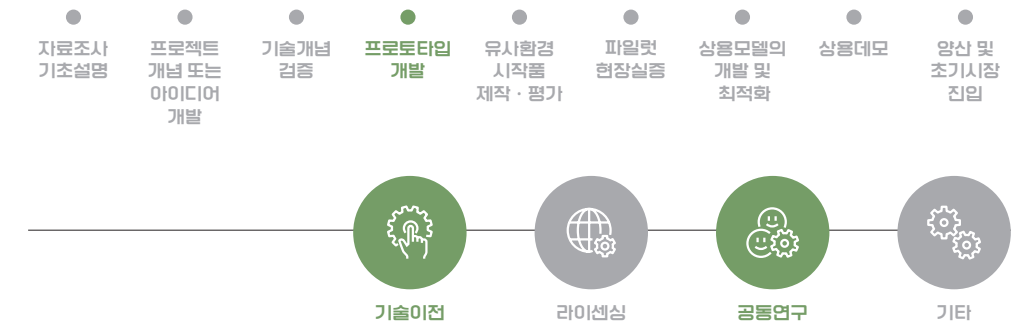 자료조사
기초설명
프로젝트
개념 또는
아이디어
개발
기술개념
검증
프로토타입
개발
유사환경
시작품
제작 · 평가
파일럿
현장실증
상용모델의
개발 및
최적화
상용데모
양산 및
초기시장
진입
기술이전
라이센싱
공동연구
기타